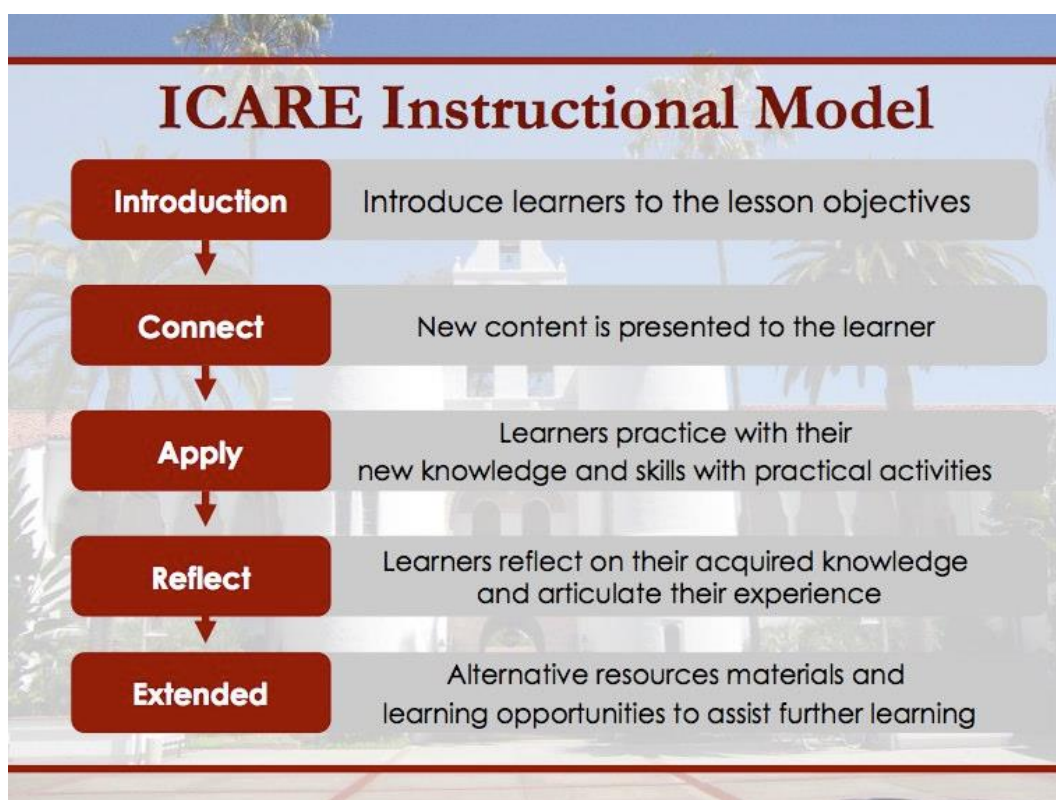 ICARE Instructional Model
Introduction
Introduce learners to the lesson objectives
Connect
New content is presented to the learner
Apply
Learners practice with their
new knowledge and skills with practical activities
Reflect
Learners reflect on their acquired knowledge
and articulate their experience
Extended
Alternative resources materials and
learning opportunities to assist further learning